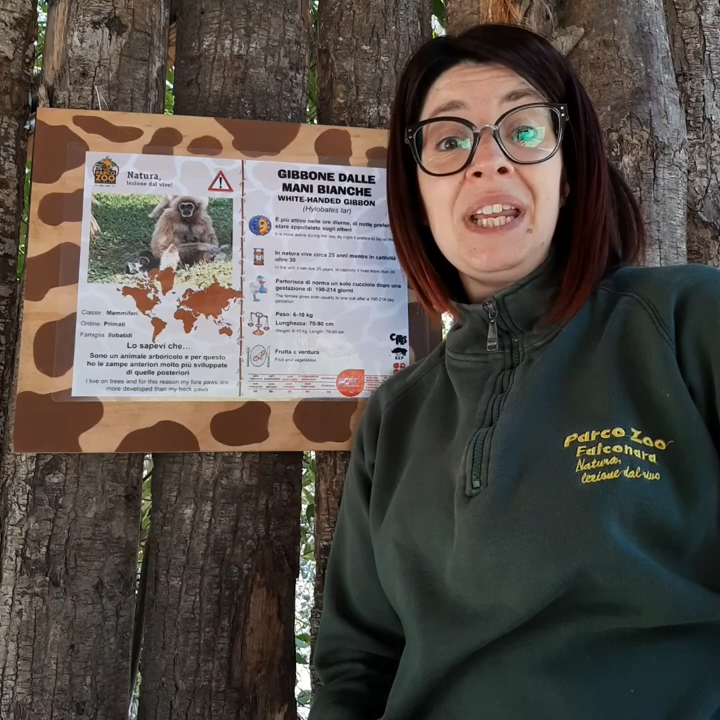 PARCO
ZOO
Natura,
lezione dal vivo!
GIBBONE DALLE
MANI BIANCHE
WHITE-HANDED GIBBON
(Hylobates lar)
È più attivo nelle ore diurne, di notte
stare appollaiato sugli alberi
In natura vive circa 25 anni mentre in cattività
oltre 30
Partorisce di norma un solo cucciolo dopo una
gestazione di 198-214 giorni
Peso: 6-10 kg
Lunghezza: 75-80 cm
Frutta e verdura
Fruit and vegetables
Classe: Mammiferi
Ordine: Primati
Famiglia: Ilobatidi
Lo sapevi che…
Sono un animale arboricolo e per questo
ho le zampe anteriori molto più sviluppate
di quelle posteriori
I live on trees and for this reason my fore paws are
more developed than my back paws
Parco Zoo
Falconara
Natura,
lezione dal vivo